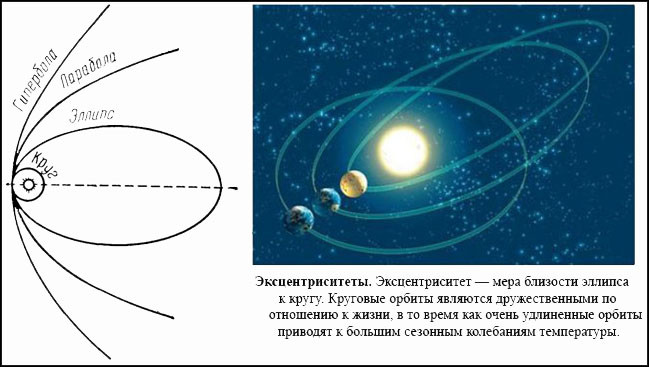 Гипербола
Парабола
Эллипс
Круг
Эксцентриситеты. Эксцентриситет — мера близости эллипса
к кругу. Круговые орбиты являются дружественными по
отношению к жизни, в то время как очень удлиненные орбиты
приводят к большим сезонным колебаниям температуры.